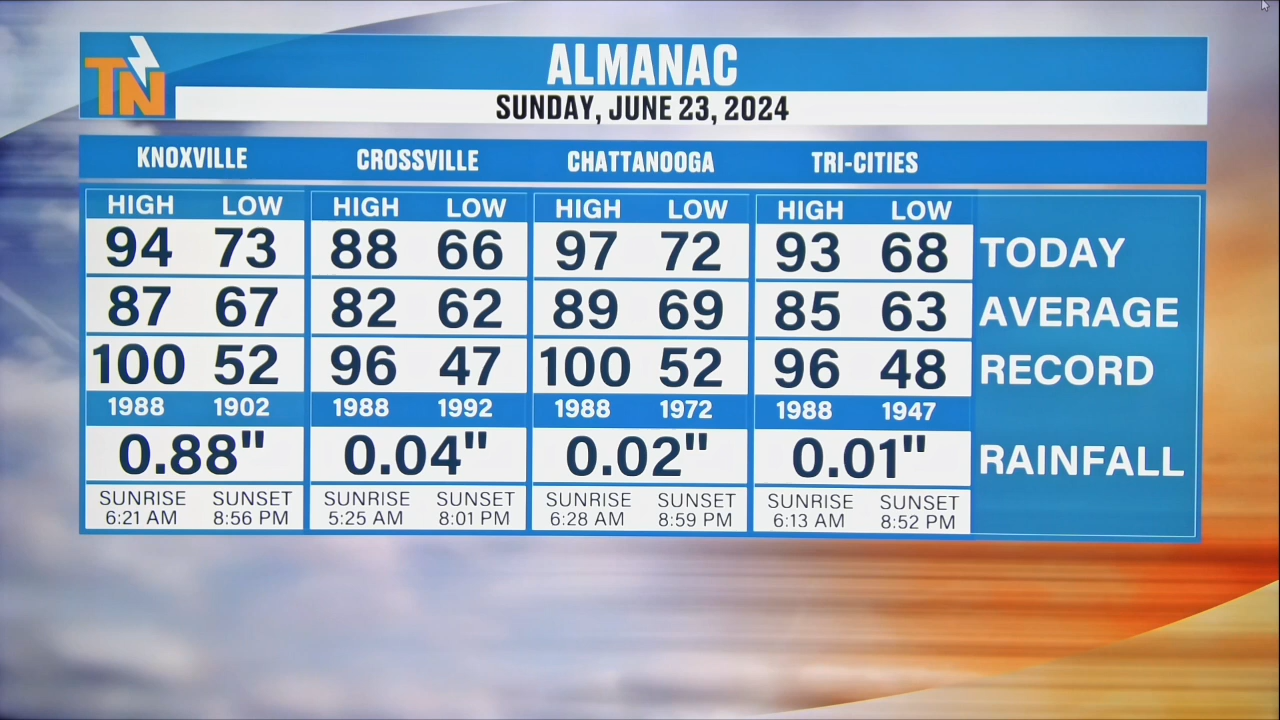 TN
ALMANAC
SUNDAY, JUNE 23, 2024
KNOXVILLE CROSSVILLE CHATTANOOGA TRI-CITIES
HIGH LOW HIGH LOW HIGH LOW HIGH LOW
94 73 88 66 97 72 93 68 TODAY
87 67 82 62 89 69 85 63 AVERAGE
100 52 96 47 100 52 96 48 RECORD
1988 1902 1988 1992 1988 1972 1988 1947
0.88" 0.04" 0.02" 0.01" RAINFALL
SUNRISE SUNSET SUNRISE SUNSET SUNRISE SUNSET SUNRISE SUNSET
6:21 AM 8:56 PM 5:25 AM 8:01 PM 6:28 AM 8:59 PM 6:13 AM 8:52 PM